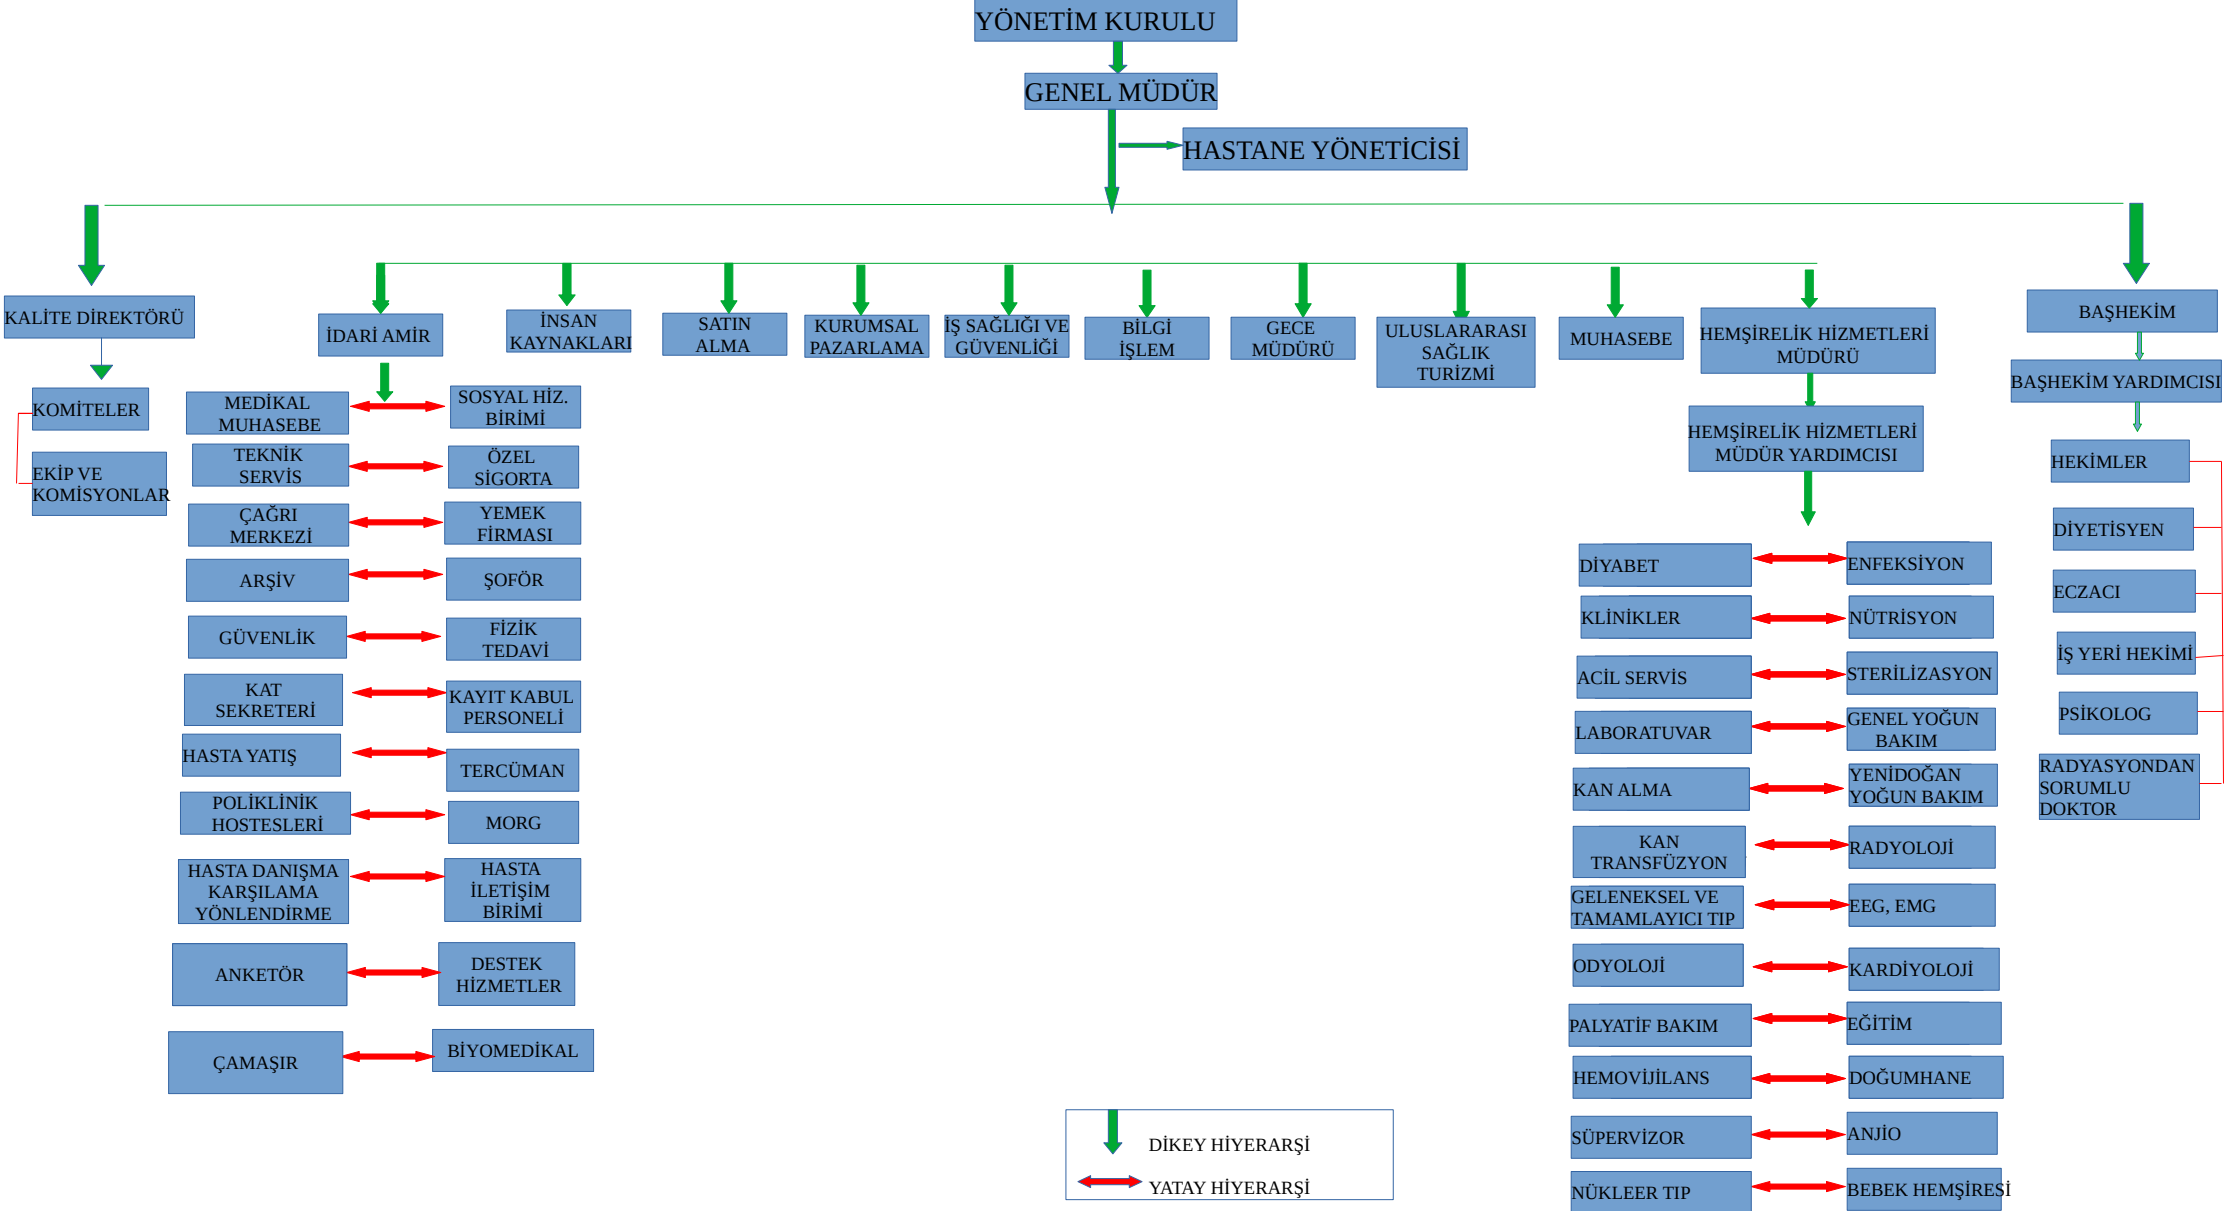 YÖNETİM KURULU
GENEL MÜDÜR
HASTANE YÖNETİCİSİ
KALİTE DİREKTÖRÜ
KOMİTELER
EKİP VE
KOMİSYONLAR
İDARİ AMİR
İNSAN
KAYNAKLARI
SATIN
ALMA
KURUMSAL
PAZARLAMA
İŞ SAĞLIĞI VE
GÜVENLİĞİ
BİLGİ
İŞLEM
GECE
MÜDÜRÜ
ULUSLARARASI
SAĞLIK
TURİZMİ
MUHASEBE
HEMŞİRELİK HİZMETLERİ
MÜDÜRÜ
BAŞHEKİM
BAŞHEKİM YARDIMCISI
MEDİKAL
MUHASEBE
SOSYAL HİZ.
BİRİMİ
TEKNİK
SERVİS
ÖZEL
SİGORTA
ÇAĞRI
MERKEZİ
YEMEK
FİRMASI
ARŞİV
ŞOFÖR
GÜVENLİK
FİZİK
TEDAVİ
KAT
SEKRETERİ
KAYIT KABUL
PERSONELİ
HASTA YATIŞ
TERCÜMAN
POLİKLİNİK
HOSTESLERİ
MORG
HASTA DANIŞMA
KARŞILAMA
YÖNLENDİRME
HASTA
İLETİŞİM
BİRİMİ
ANKETÖR
DESTEK
HİZMETLER
ÇAMAŞIR
BİYOMEDİKAL
HEMŞİRELİK HİZMETLERİ
MÜDÜR YARDIMCISI
DİYABET
ENFEKSİYON
KLİNİKLER
NÜTRİSYON
ACİL SERVİS
STERİLİZASYON
LABORATUVAR
GENEL YOĞUN
BAKIM
KAN ALMA
YENİDOĞAN
YOĞUN BAKIM
KAN
TRANSFÜZYON
RADYOLOJİ
GELENEKSEL VE
TAMAMLAYICI TIP
EEG, EMG
ODYOLOJİ
KARDİYOLOJİ
PALYATİF BAKIM
EĞİTİM
HEMOVİJİLANS
DOĞUMHANE
SÜPERVİZOR
ANJİO
NÜKLEER TIP
BEBEK HEMŞİRESİ
HEKİMLER
DİYETİSYEN
ECZACI
İŞ YERİ HEKİMİ
PSİKOLOG
RADYASYONDAN
SORUMLU
DOKTOR
DİKEY HİYERARŞİ
YATAY HİYERARŞİ